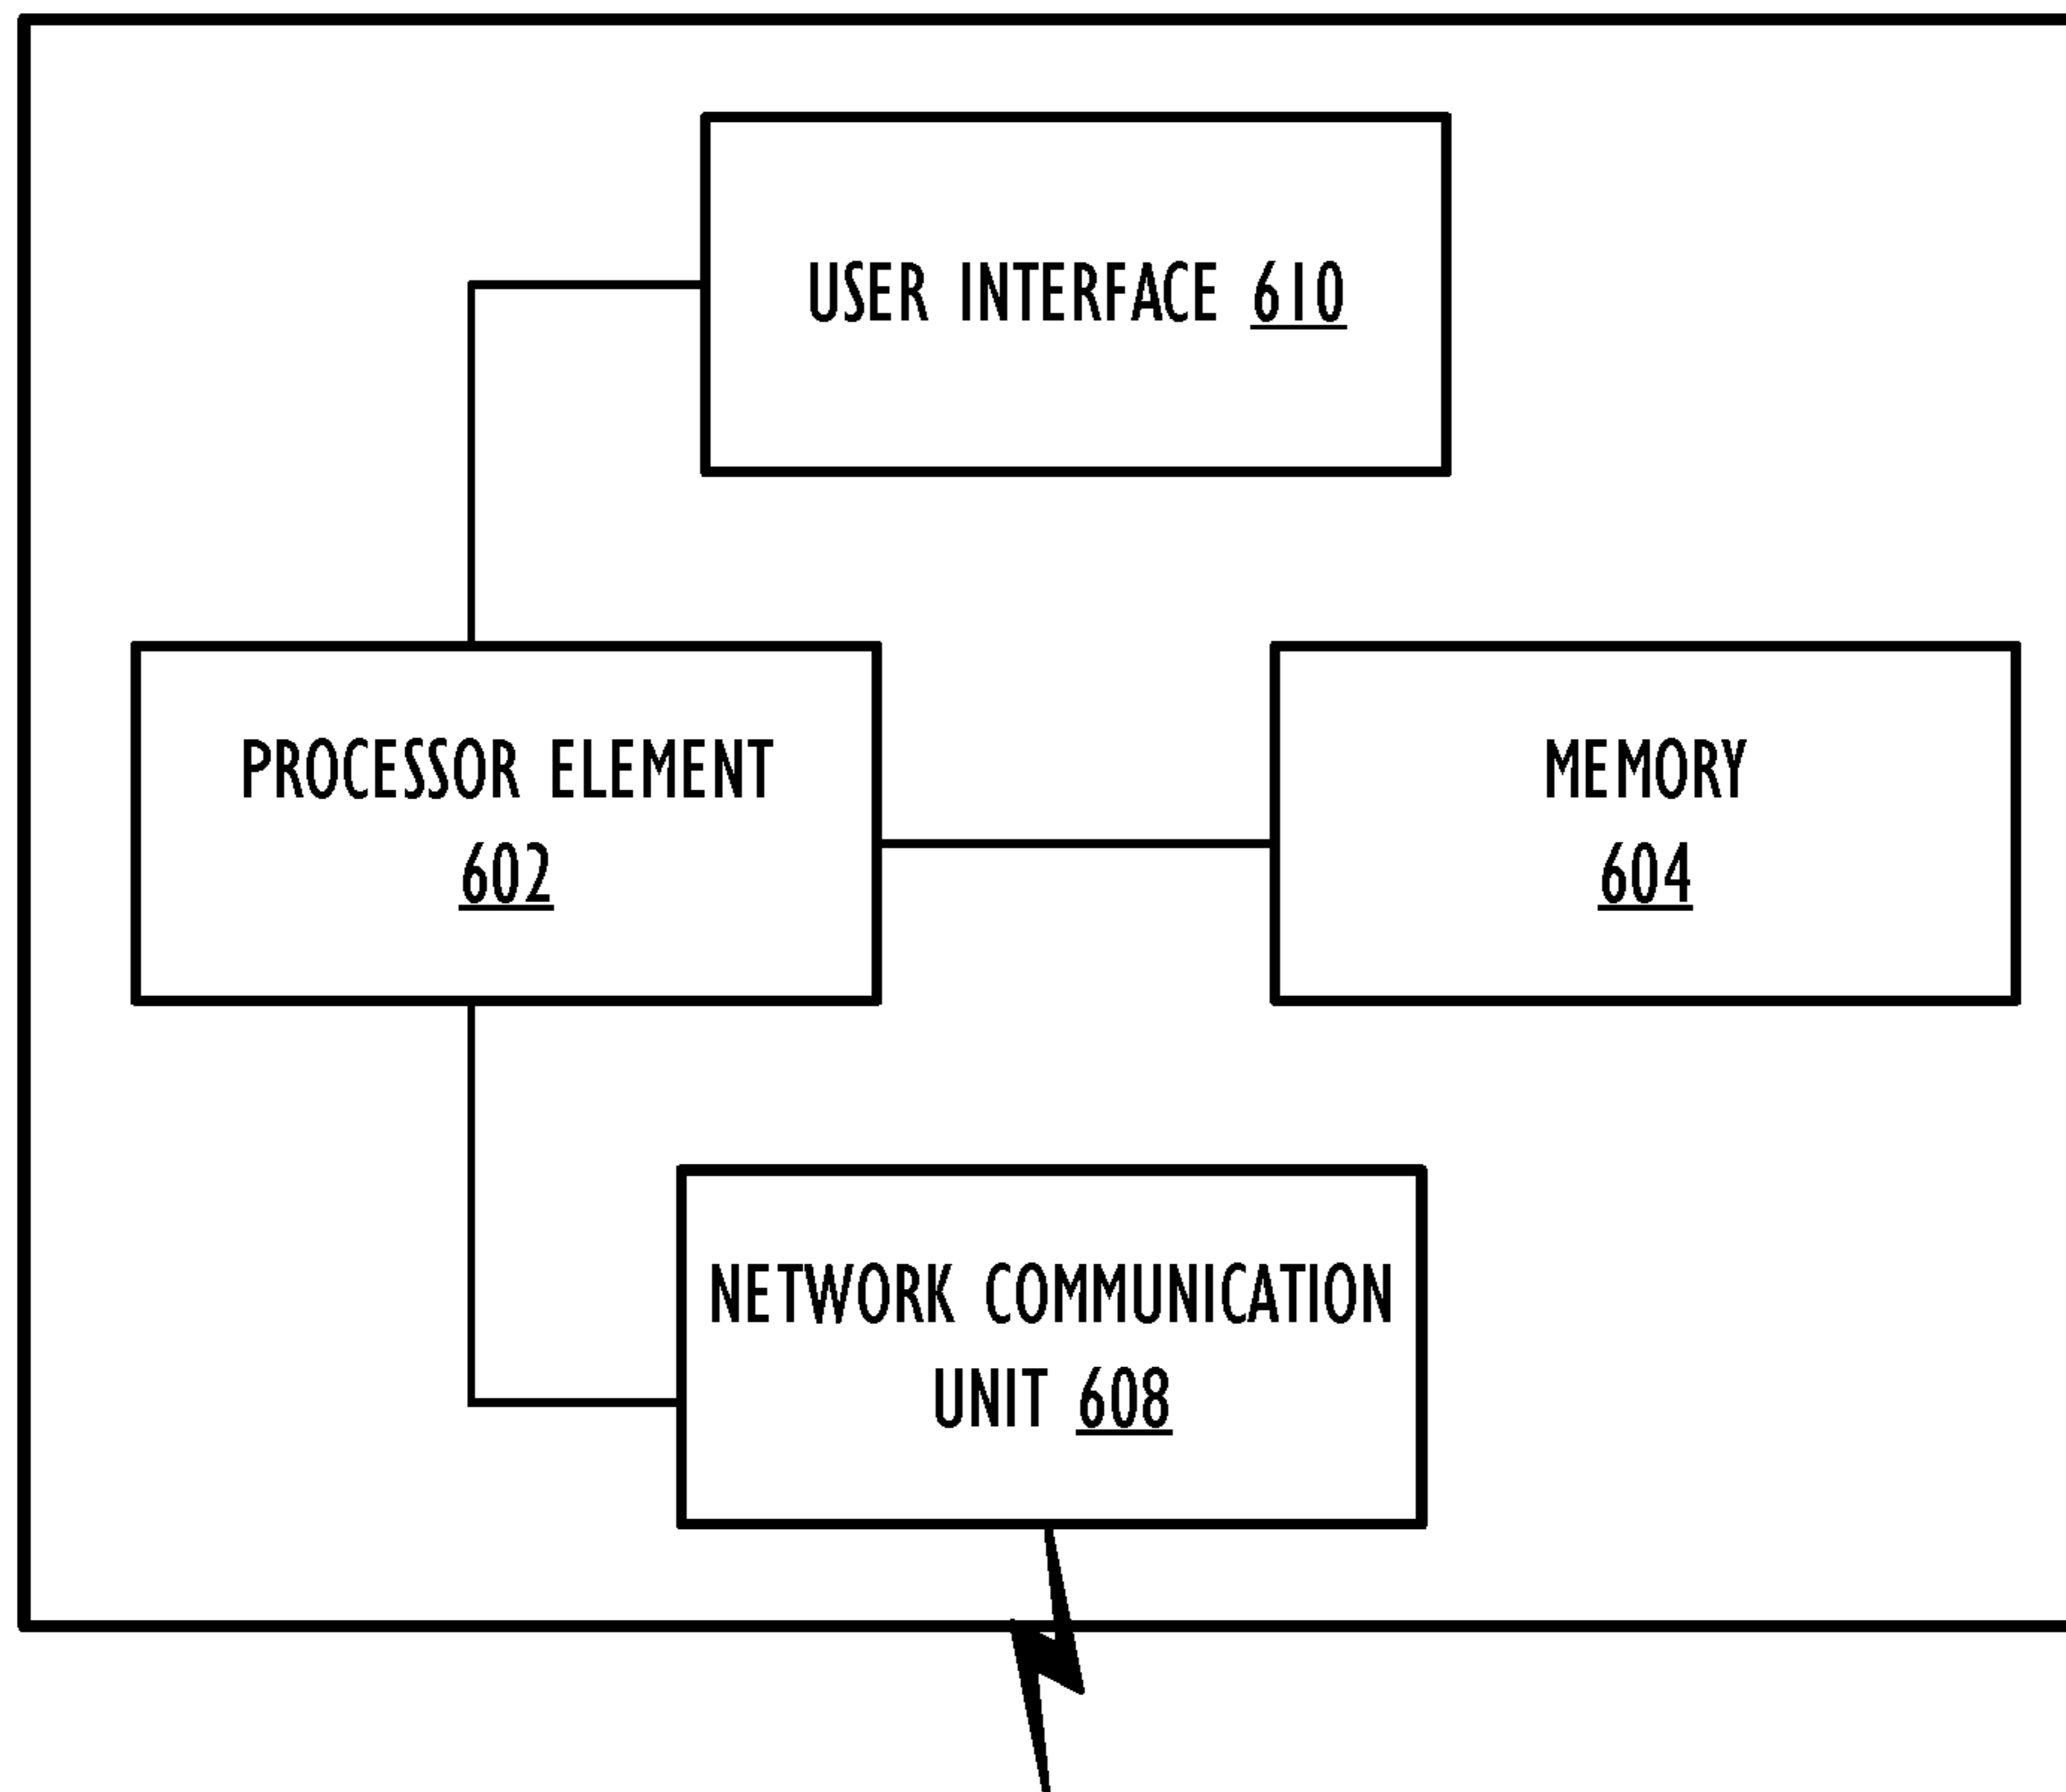 USER INTERFACE 610
PROCESSOR ELEMENT
602
MEMORY
604
NETWORK COMMUNICATION
UNIT 608